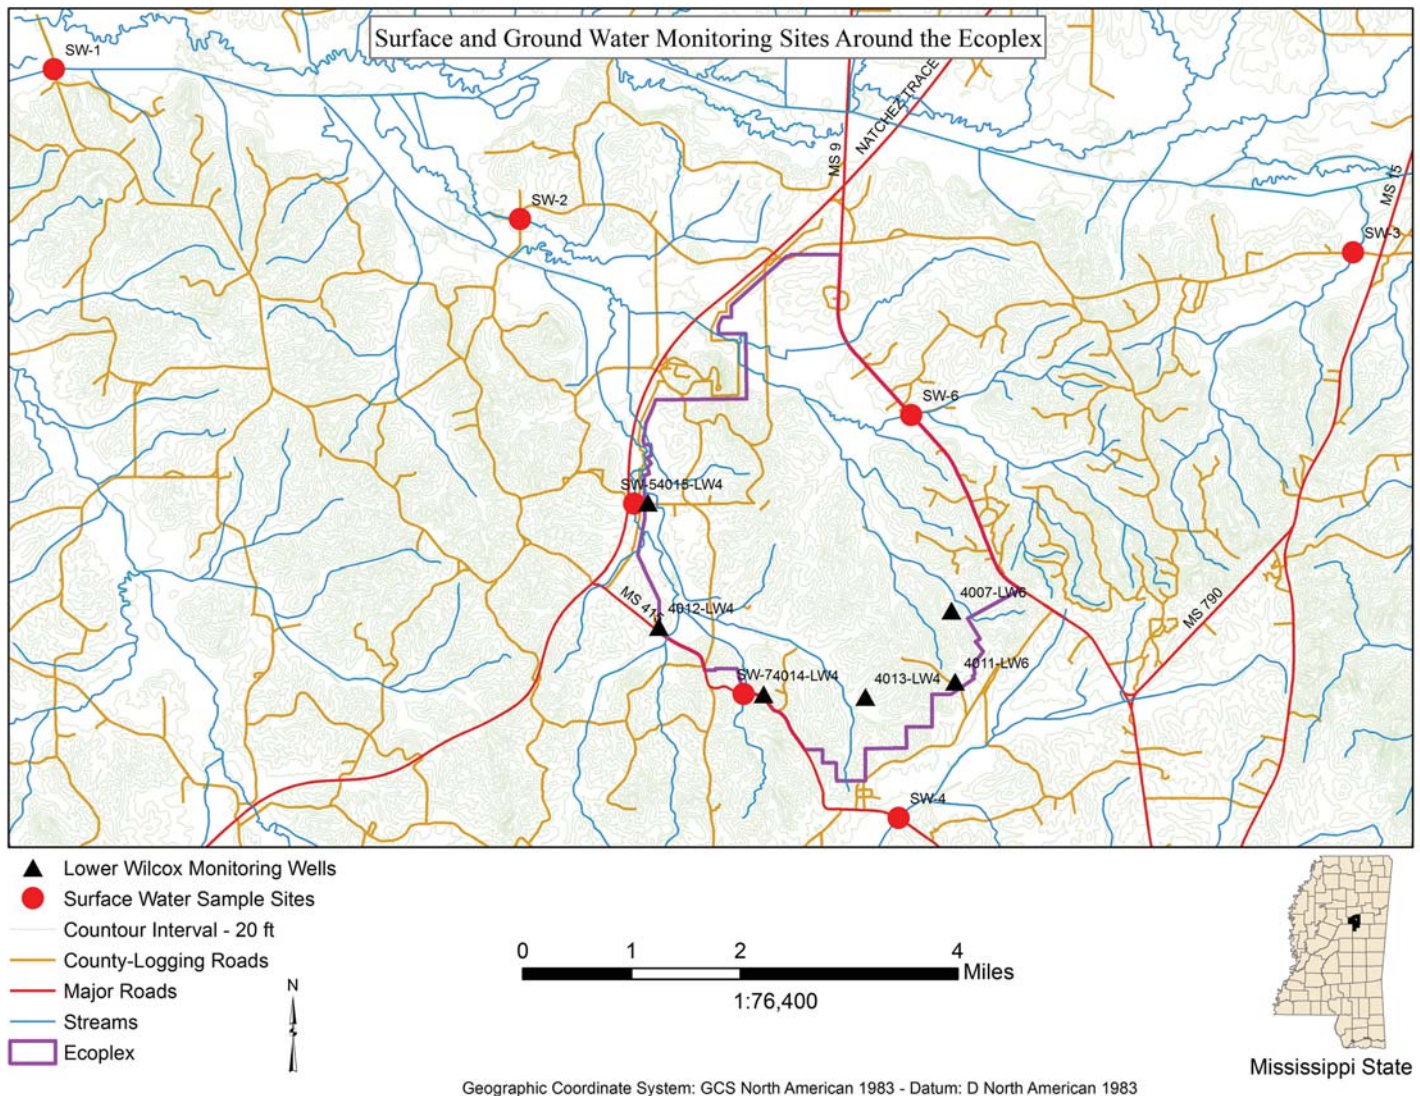 Surface and Ground Water Monitoring Sites Around the Ecoplex
SW-1
NATCHEZ TRACE
MS 9
MS 15
SW-2
SW-3
SW-6
SW-54015-LW4
MS 790
4007-LW6
4012-LW4
4011-LW6
SW-74014-LW4
4013-LW4
SW-4
Lower Wilcox Monitoring Wells
Surface Water Sample Sites
Countour Interval - 20 ft
County-Logging Roads
Major Roads
Streams
Ecoplex
N
0 1 2 4
Miles
1:76,400
Mississippi State
Geographic Coordinate System: GCS North American 1983 - Datum: D North American 1983